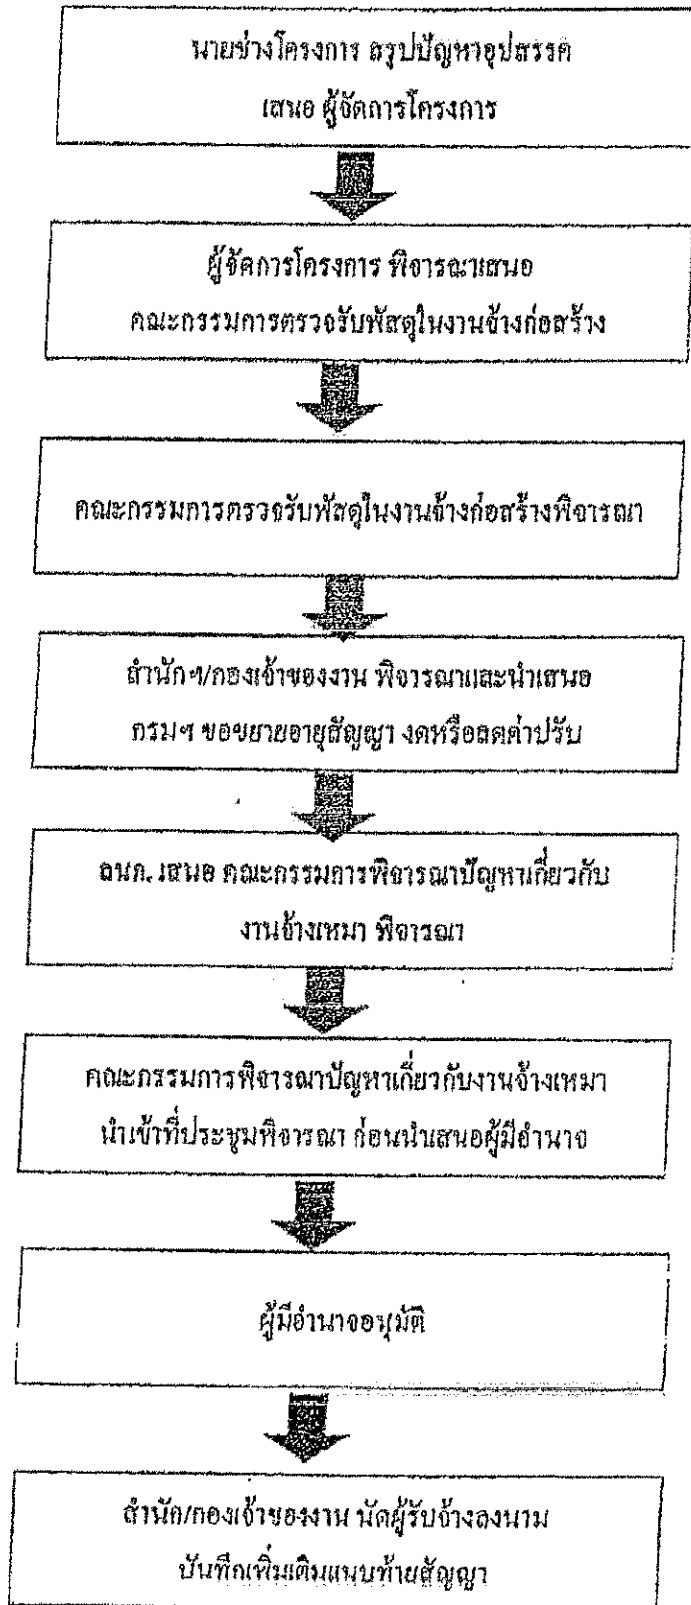 นายช่างโครงการ สรุปปัญหาอุปสรรค
เสนอ ผู้จัดการโครงการ
ผู้จัดการโครงการ พิจารณาเสนอ
คณะกรรมการตรวจรับพัสดุในงานจ้างก่อสร้าง
คณะกรรมการตรวจรับพัสดุในงานจ้างก่อสร้างพิจารณา
สำนักฯ/กองเจ้าของงาน พิจารณาและนำเสนอ
กรมฯ ขอขยายอายุสัญญา งดหรือลดค่าปรับ
ลนก. เสนอ คณะกรรมการพิจารณาปัญหาเกี่ยวกับ
งานจ้างเหมา พิจารณา
คณะกรรมการพิจารณาปัญหาเกี่ยวกับงานจ้างเหมา
นำเข้าที่ประชุมพิจารณา ก่อนนำเสนอผู้มีอำนาจ
ผู้มีอำนาจอนุมัติ
สำนัก/กองเจ้าของงาน นัดผู้รับจ้างลงนาม
บันทึกเพิ่มเติมแนบท้ายสัญญา